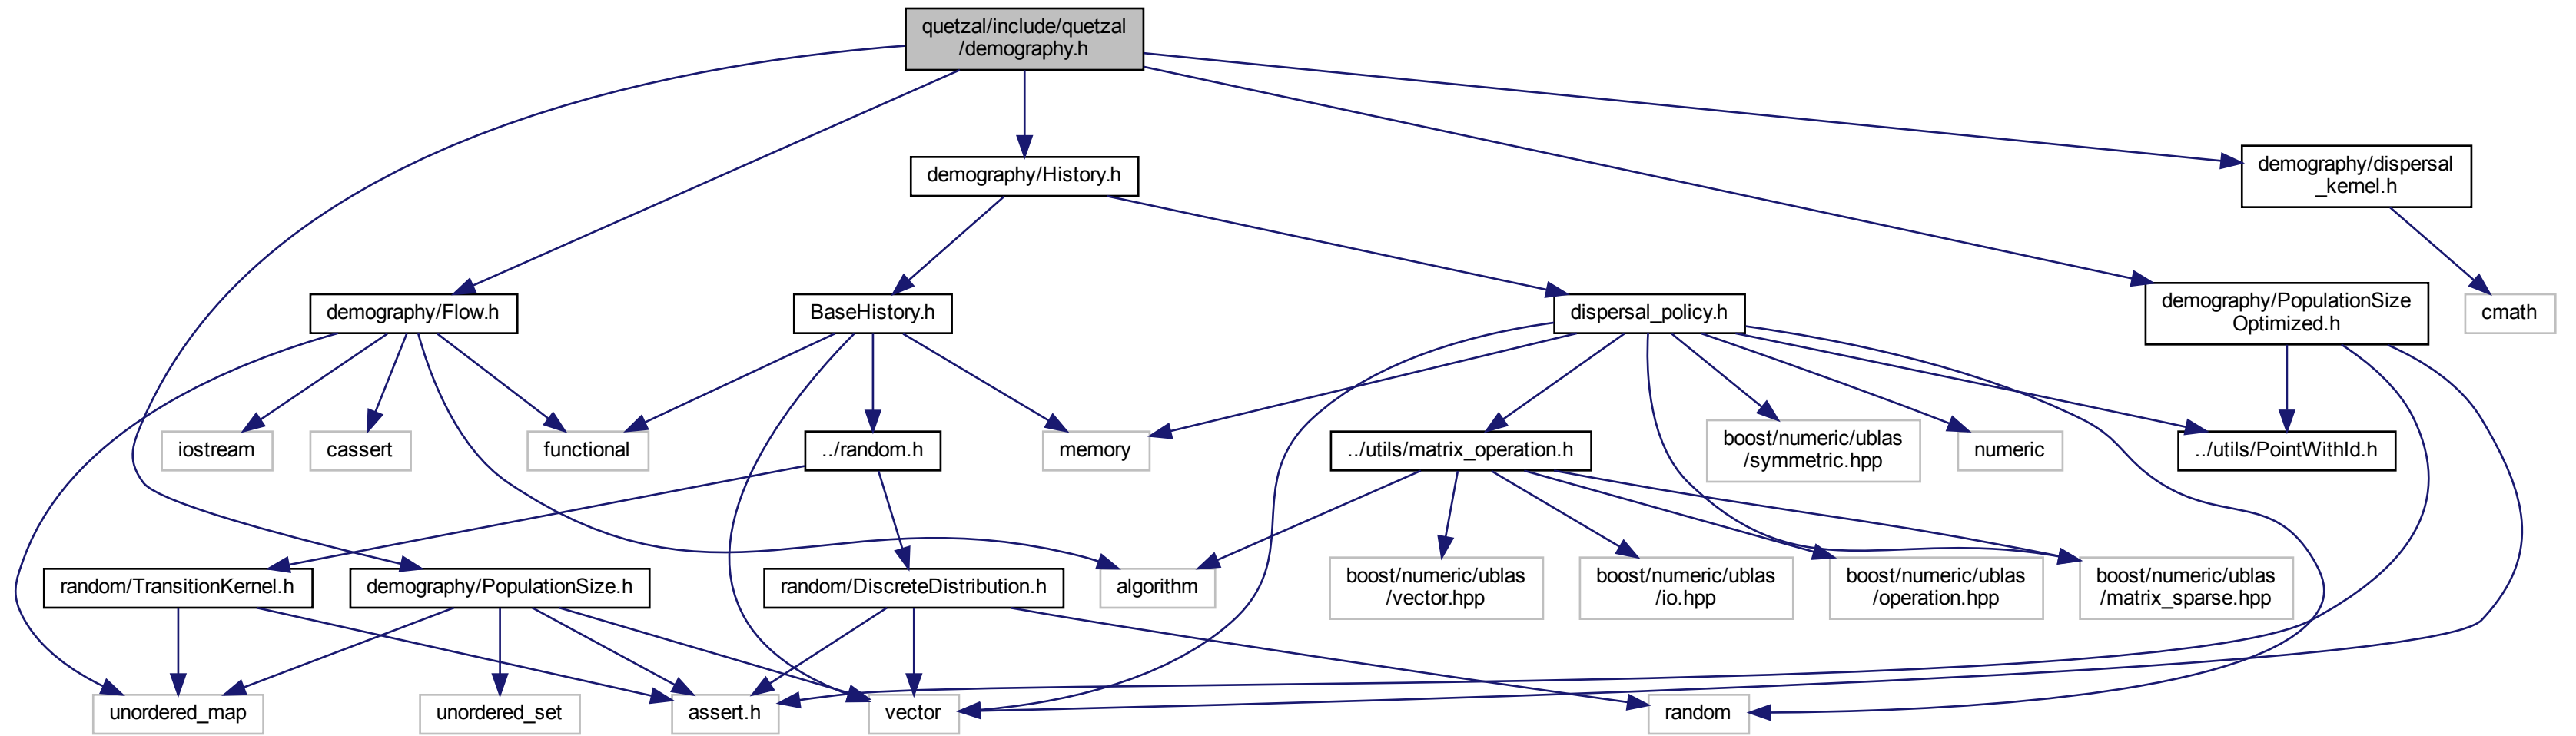 quetzal/include/quetzal
/demography.h
demography/History.h
demography/dispersal
_kernel.h
demography/Flow.h
BaseHistory.h
dispersal_policy.h
demography/PopulationSize
Optimized.h
cmath
iostream
cassert
functional
../random.h
memory
../utils/matrix_operation.h
boost/numeric/ublas
/symmetric.hpp
numeric
../utils/PointWithId.h
random/TransitionKernel.h
demography/PopulationSize.h
random/DiscreteDistribution.h
algorithm
boost/numeric/ublas
/vector.hpp
boost/numeric/ublas
/io.hpp
boost/numeric/ublas
/operation.hpp
boost/numeric/ublas
/matrix_sparse.hpp
unordered_map
unordered_set
assert.h
vector
random